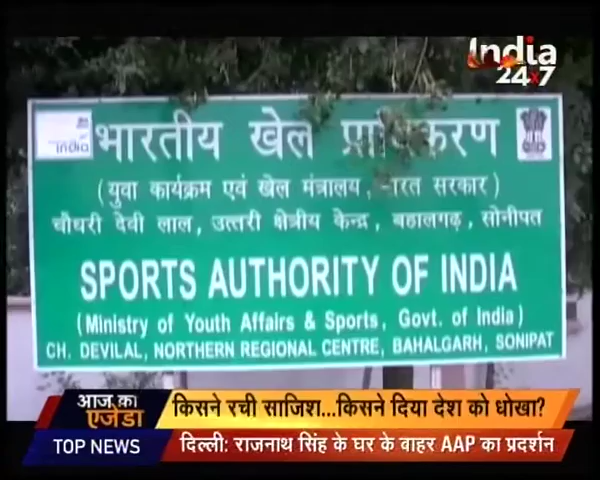 India
24x7
India
भारतीय खेल प्राधिकरण
(युवा कार्यक्रम एवं खेल मंत्रालय, भारत सरकार)
चौधरी देवी लाल, उत्तरी क्षेत्रीय केन्द्र, बहालगढ़, सोनीपत
SPORTS AUTHORITY OF INDIA
(Ministry of Youth Affairs & Sports, Govt. of India)
CH. DEVILAL, NORTHERN REGIONAL CENTRE, BAHALGARH, SONIPAT
आज का
एजेंडा
किसने रची साजिश...किसने दिया देश को धोखा?
TOP NEWS
दिल्ली: राजनाथ सिंह के घर के वाहर AAP का प्रदर्शन